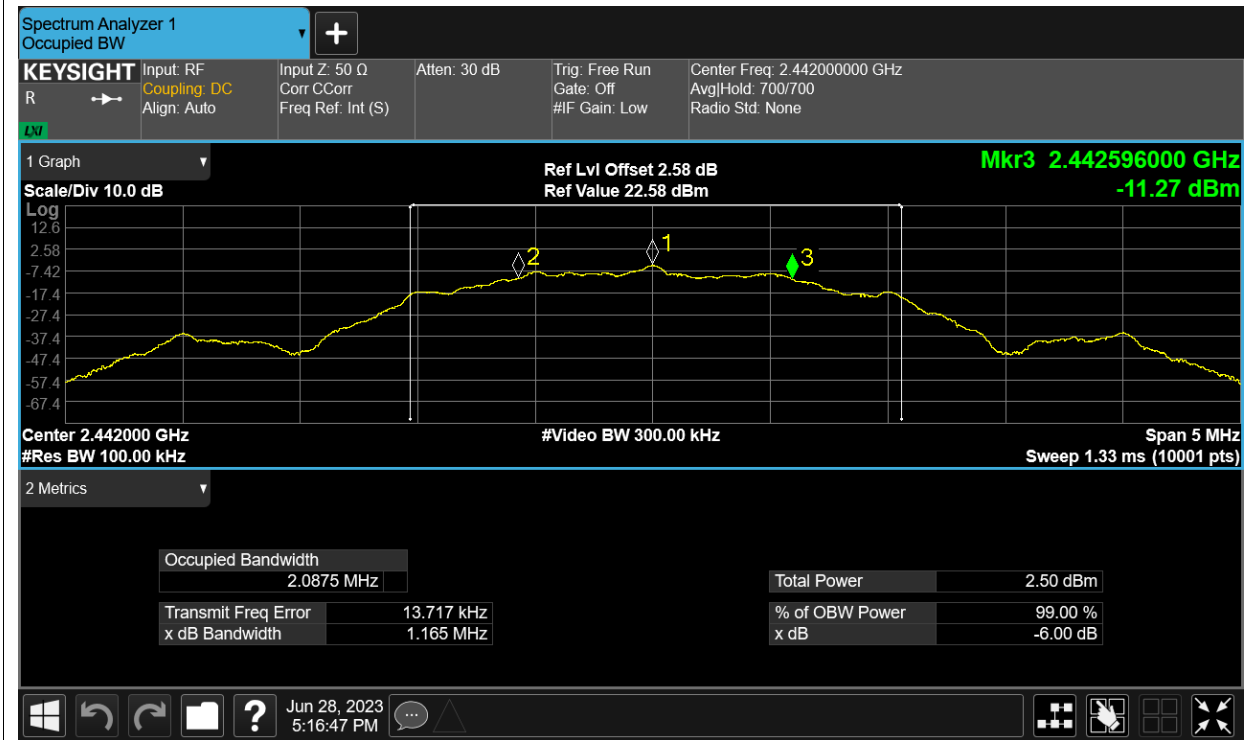 Spectrum Analyzer 1
Occupied BW
KEYSIGHT
R
LXI
Input: RF
Coupling: DC
Align: Auto
Input Z: 50 Ω
Corr CCorr
Freq Ref: Int (S)
Atten: 30 dB
Trig: Free Run
Gate: Off
#IF Gain: Low
Center Freq: 2.442000000 GHz
Avg|Hold: 700/700
Radio Std: None
1 Graph
Scale/Div 10.0 dB
Ref Lvl Offset 2.58 dB
Ref Value 22.58 dBm
Mkr3 2.442596000 GHz
-11.27 dBm
Log
12.6
2.58
-7.42
-17.4
-27.4
-37.4
-47.4
-57.4
-67.4
2
1
3
Center 2.442000 GHz
#Video BW 300.00 kHz
Span 5 MHz
#Res BW 100.00 kHz
Sweep 1.33 ms (10001 pts)
2 Metrics
Occupied Bandwidth
2.0875 MHz
Transmit Freq Error 13.717 kHz
x dB Bandwidth 1.165 MHz
Total Power 2.50 dBm
% of OBW Power 99.00 %
x dB -6.00 dB
?
Jun 28, 2023
5:16:47 PM